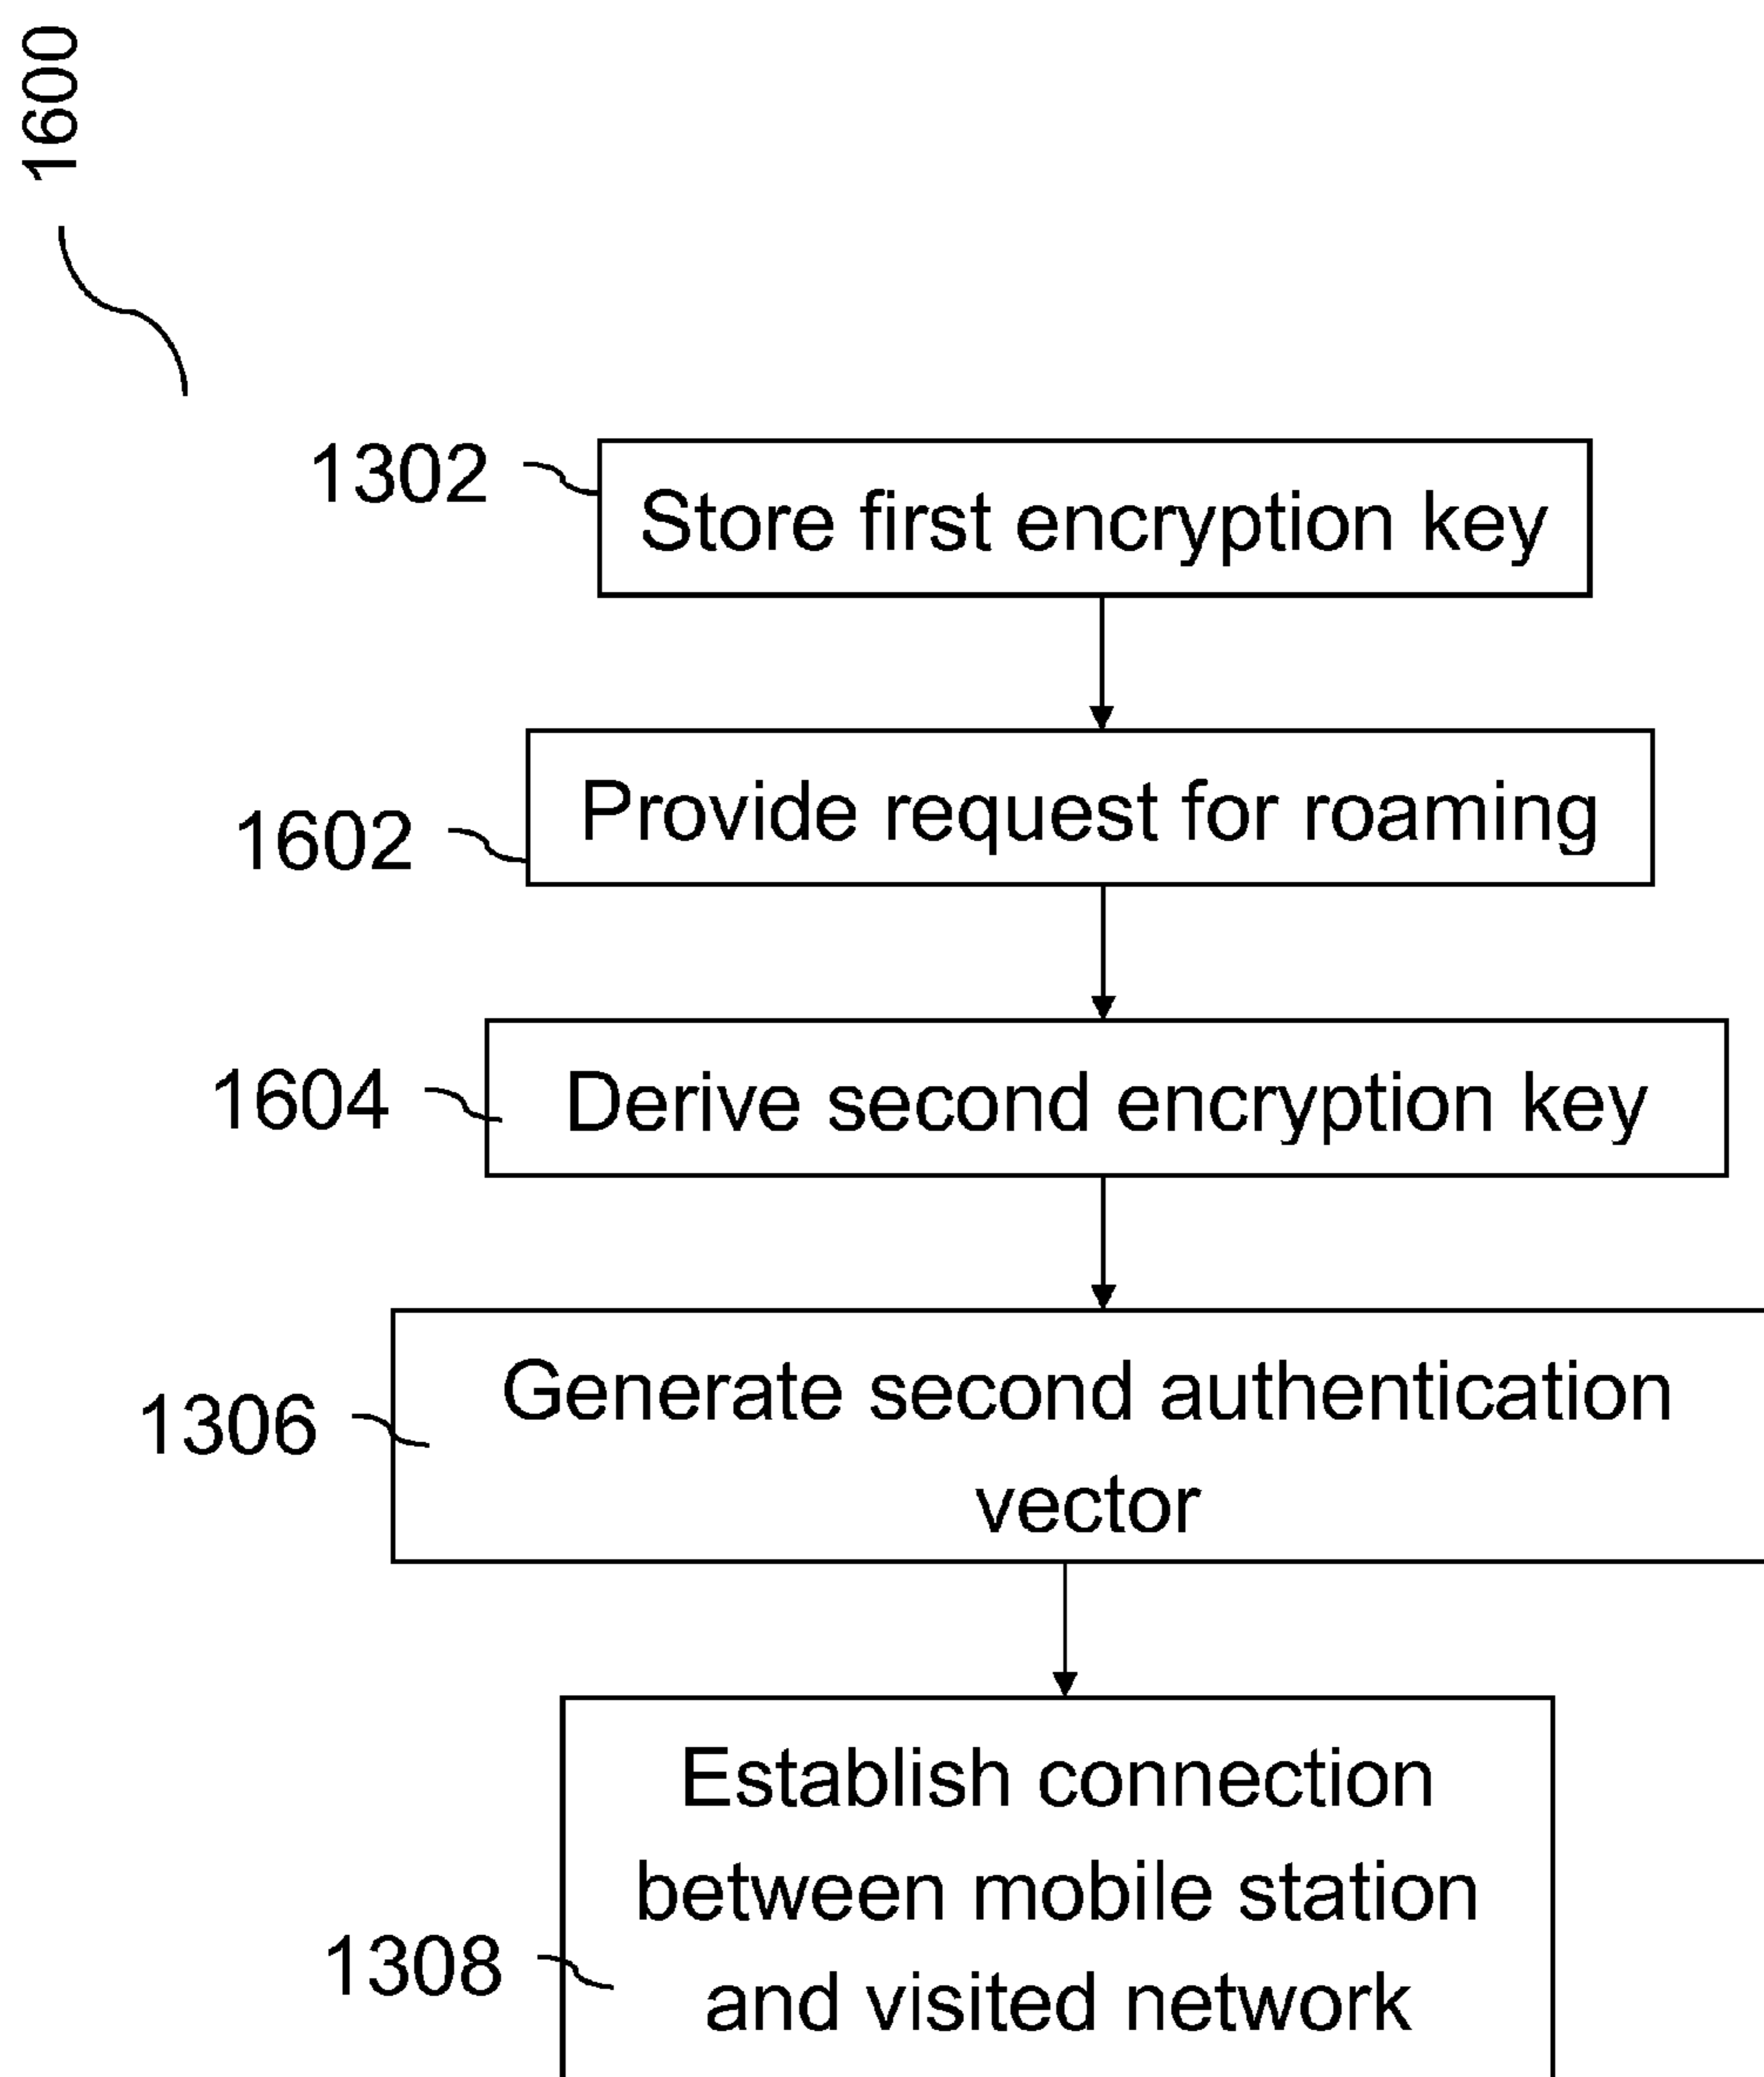 1600
1302
Store first encryption key
1602
Provide request for roaming
1604
Derive second encryption key
1306
Generate second authentication
vector
1308
Establish connection
between mobile station
and visited network